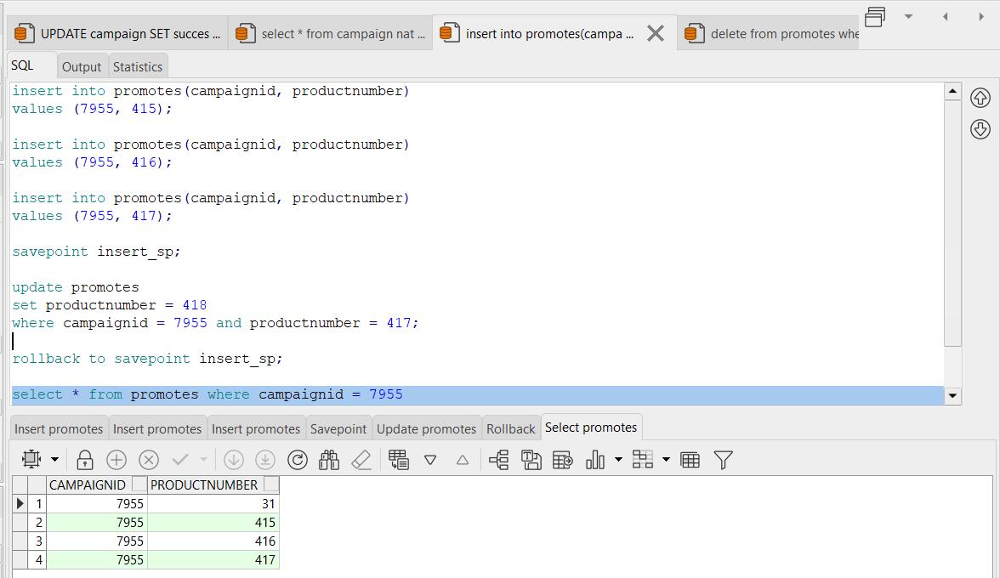 UPDATE campaign SET succes ...
select * from campaign nat ...
insert into promotes(campa ...
delete from promotes whe
SQL
Output
Statistics
insert into promotes(campaignid, productnumber)
values (7955, 415);
insert into promotes(campaignid, productnumber)
values (7955, 416);
insert into promotes(campaignid, productnumber)
values (7955, 417);
savepoint insert_sp;
update promotes
set productnumber = 418
where campaignid = 7955 and productnumber = 417;
rollback to savepoint insert_sp;
select * from promotes where campaignid = 7955
Insert promotes
Insert promotes
Insert promotes
Savepoint
Update promotes
Rollback
Select promotes
CAMPAIGNID PRODUCTNUMBER
1 7955 31
2 7955 415
3 7955 416
4 7955 417